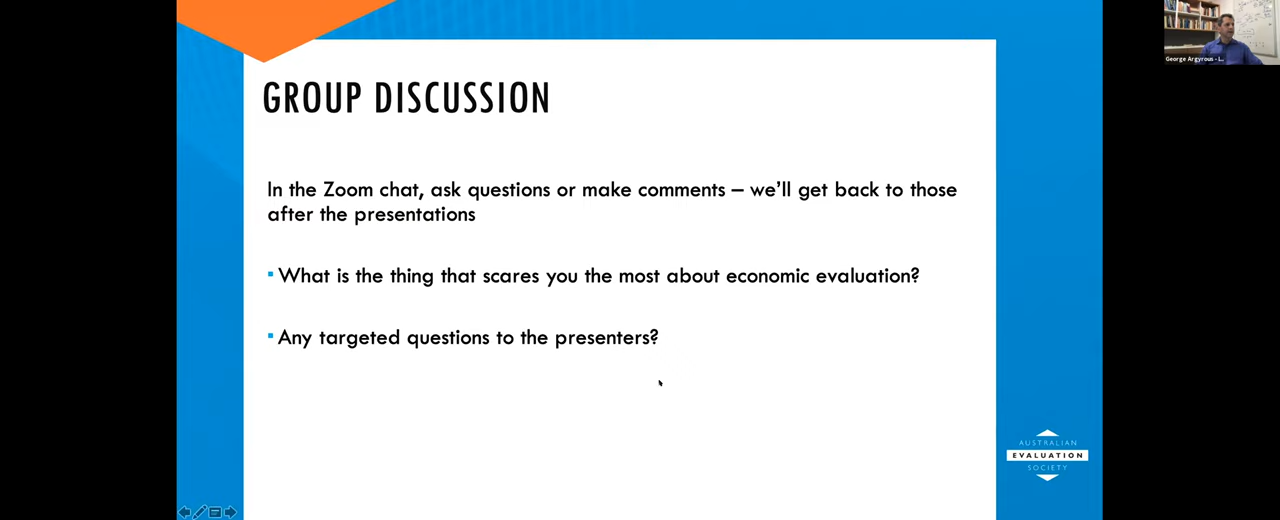 George Argyrous - L...
GROUP DISCUSSION
In the Zoom chat, ask questions or make comments – we’ll get back to those
after the presentations
▪ What is the thing that scares you the most about economic evaluation?
▪ Any targeted questions to the presenters?
AUSTRALIAN
EVALUATION
SOCIETY